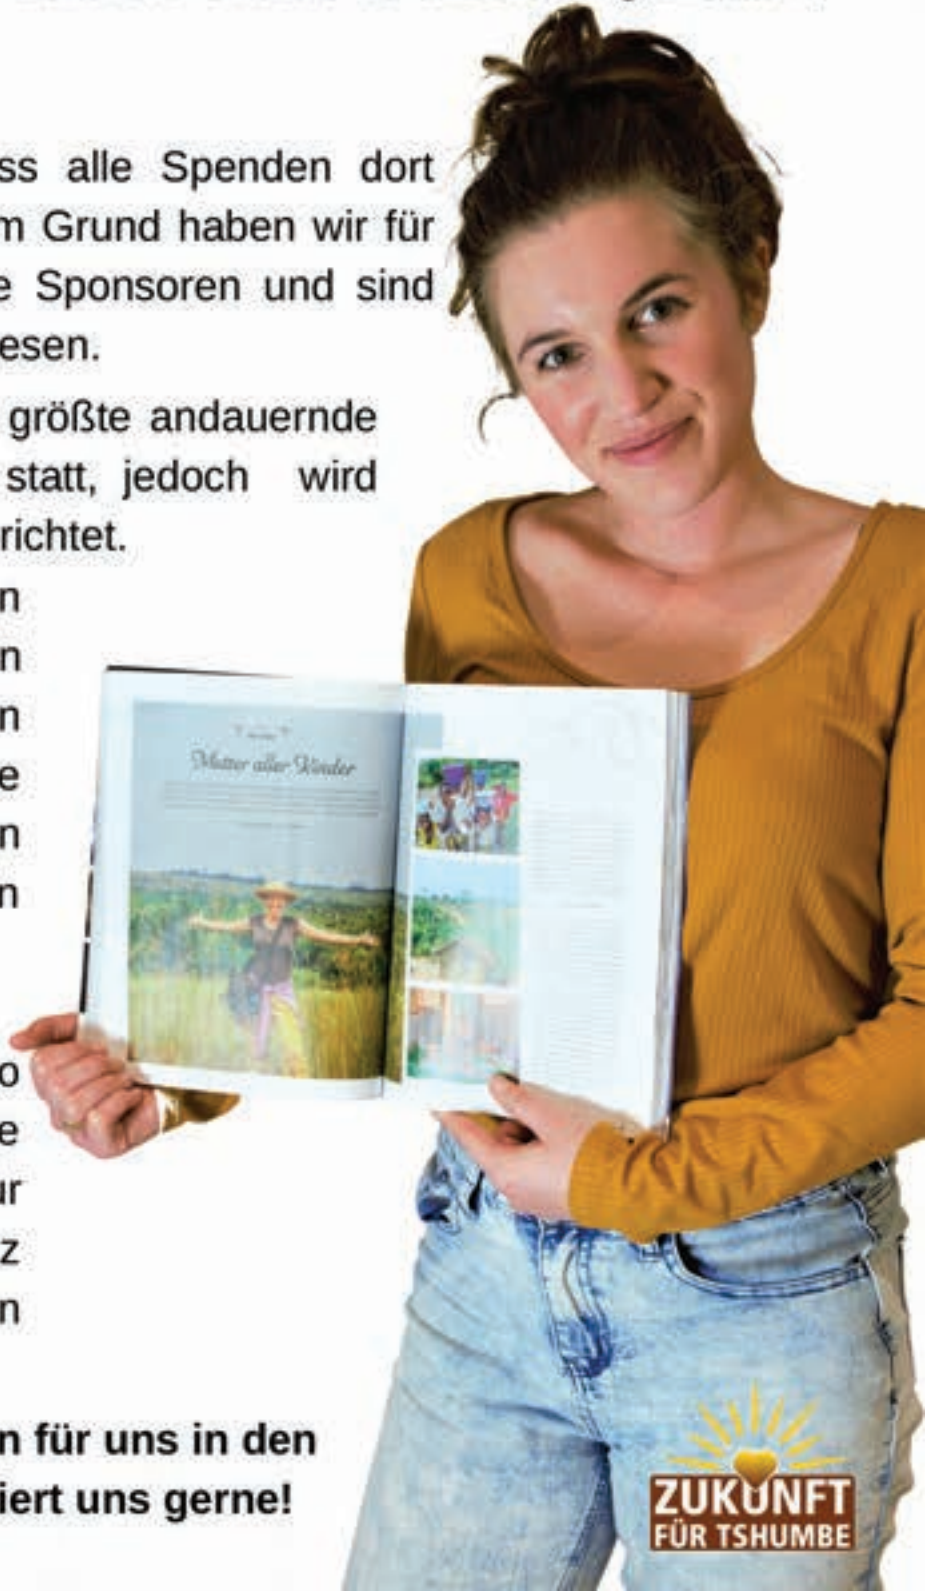 ss alle Spenden dort
m Grund haben wir für
e Sponsoren und sind
esen.
größte andauernde
statt, jedoch wird
richtet.
n
n
n
e
n
n
Mutter aller Kinder
o
e
ur
z
n
n für uns in den
iert uns gerne!
ZUKUNFT
FÜR TSHUMBE